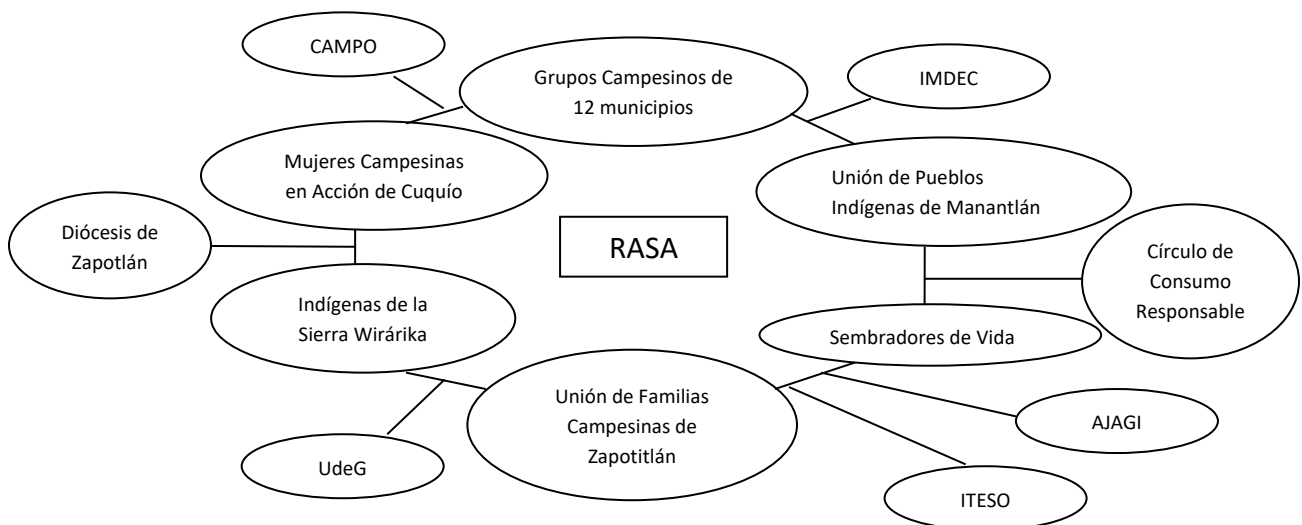 CAMPO
Grupos Campesinos de
12 municipios
IMDEC
Mujeres Campesinas
en Acción de Cuquío
Unión de Pueblos
Indígenas de Manantlán
Diócesis de
Zapotlán
RASA
Círculo de
Consumo
Responsable
Indígenas de la
Sierra Wirárika
Sembradores de Vida
Unión de Familias
Campesinas de
Zapotitlán
AJAGI
UdeG
ITESO